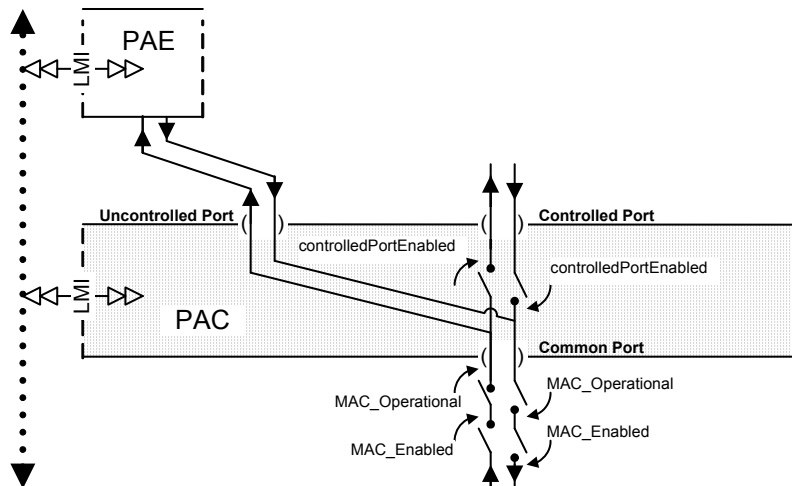 PAE
LMI
Uncontrolled Port
Controlled Port
controlledPortEnabled
controlledPortEnabled
LMI
PAC
Common Port
MAC_Operational
MAC_Operational
MAC_Enabled
MAC_Enabled